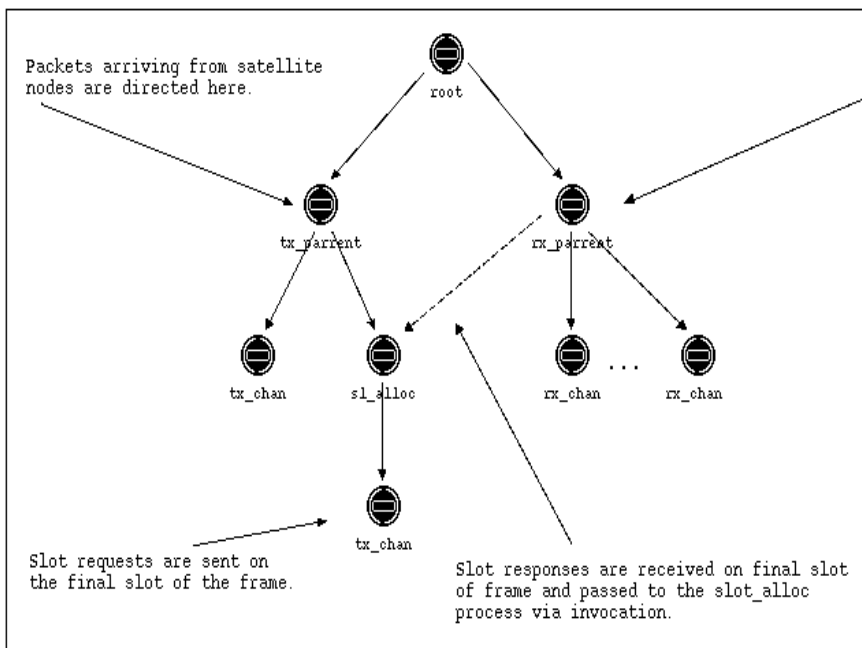 Packets arriving from satellite
nodes are directed here.
root
tx_parrent
rx_parrent
tx_chan
sl_alloc
rx_chan
...
rx_chan
tx_chan
Slot requests are sent on
the final slot of the frame.
Slot responses are received on final slot
of frame and passed to the slot_alloc
process via invocation.